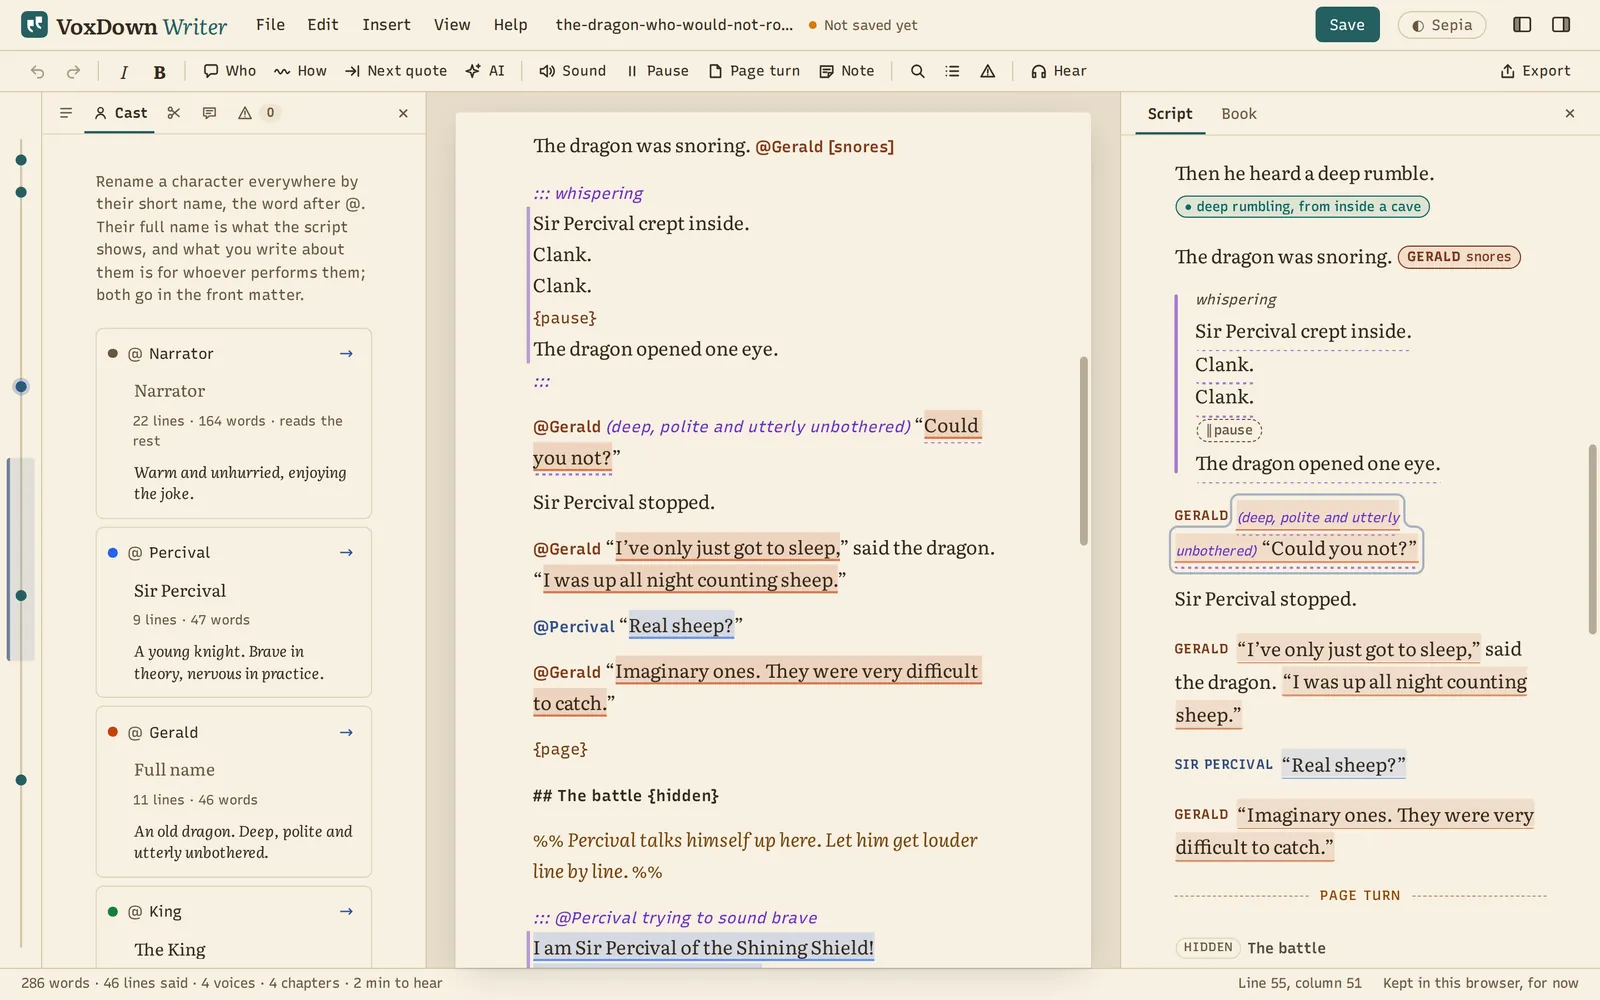 VoxDown Writer File Edit Insert View Help the-dragon-who-would-not-ro... Not saved yet Save Sepia
I B Who How Next quote AI Sound Pause Page turn Note Hear Export
Cast 0
Rename a character everywhere by
their short name, the word after @.
Their full name is what the script
shows, and what you write about
them is for whoever performs them;
both go in the front matter.
@ Narrator
Narrator
22 lines · 164 words · reads the
rest
Warm and unhurried, enjoying
the joke.
@ Percival
Sir Percival
9 lines · 47 words
A young knight. Brave in
theory, nervous in practice.
@ Gerald
Full name
11 lines · 46 words
An old dragon. Deep, polite and
utterly unbothered.
@ King
The King
The dragon was snoring. @Gerald [snores]
::: whispering
Sir Percival crept inside.
Clank.
Clank.
{pause}
The dragon opened one eye.
:::
@Gerald (deep, polite and utterly unbothered) “Could
you not?”
Sir Percival stopped.
@Gerald “I’ve only just got to sleep,” said the dragon.
“I was up all night counting sheep.”
@Percival “Real sheep?”
@Gerald “Imaginary ones. They were very difficult
to catch.”
{page}
## The battle {hidden}
%% Percival talks himself up here. Let him get louder
line by line. %%
::: @Percival trying to sound brave
I am Sir Percival of the Shining Shield!
Script Book
Then he heard a deep rumble.
deep rumbling, from inside a cave
The dragon was snoring. GERALD snores
whispering
Sir Percival crept inside.
Clank.
Clank.
pause
The dragon opened one eye.
GERALD (deep, polite and utterly
unbothered) “Could you not?”
Sir Percival stopped.
GERALD “I’ve only just got to sleep,” said
the dragon. “I was up all night counting
sheep.”
SIR PERCIVAL “Real sheep?”
GERALD “Imaginary ones. They were very
difficult to catch.”
PAGE TURN
HIDDEN The battle
286 words · 46 lines said · 4 voices · 4 chapters · 2 min to hear
Line 55, column 51 Kept in this browser, for now